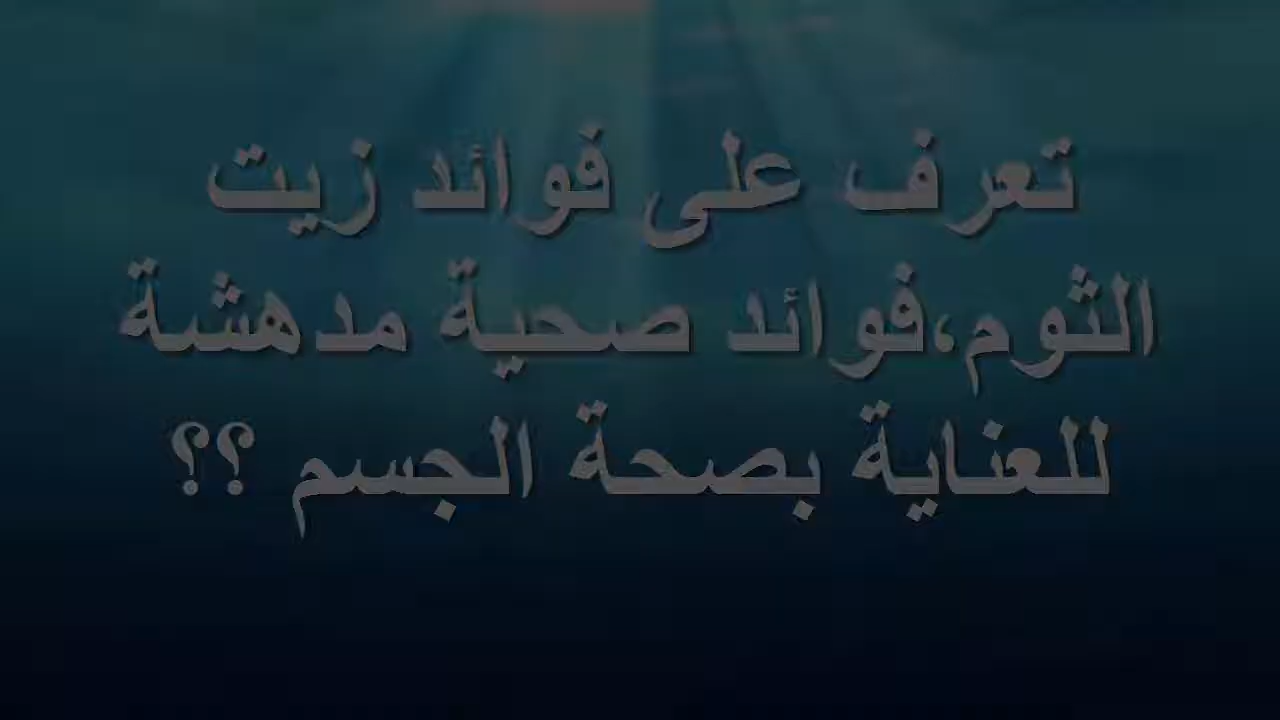 تعرف على فوائد زيت
الثوم،فوائد صحية مدهشة
للعناية بصحة الجسم ؟؟